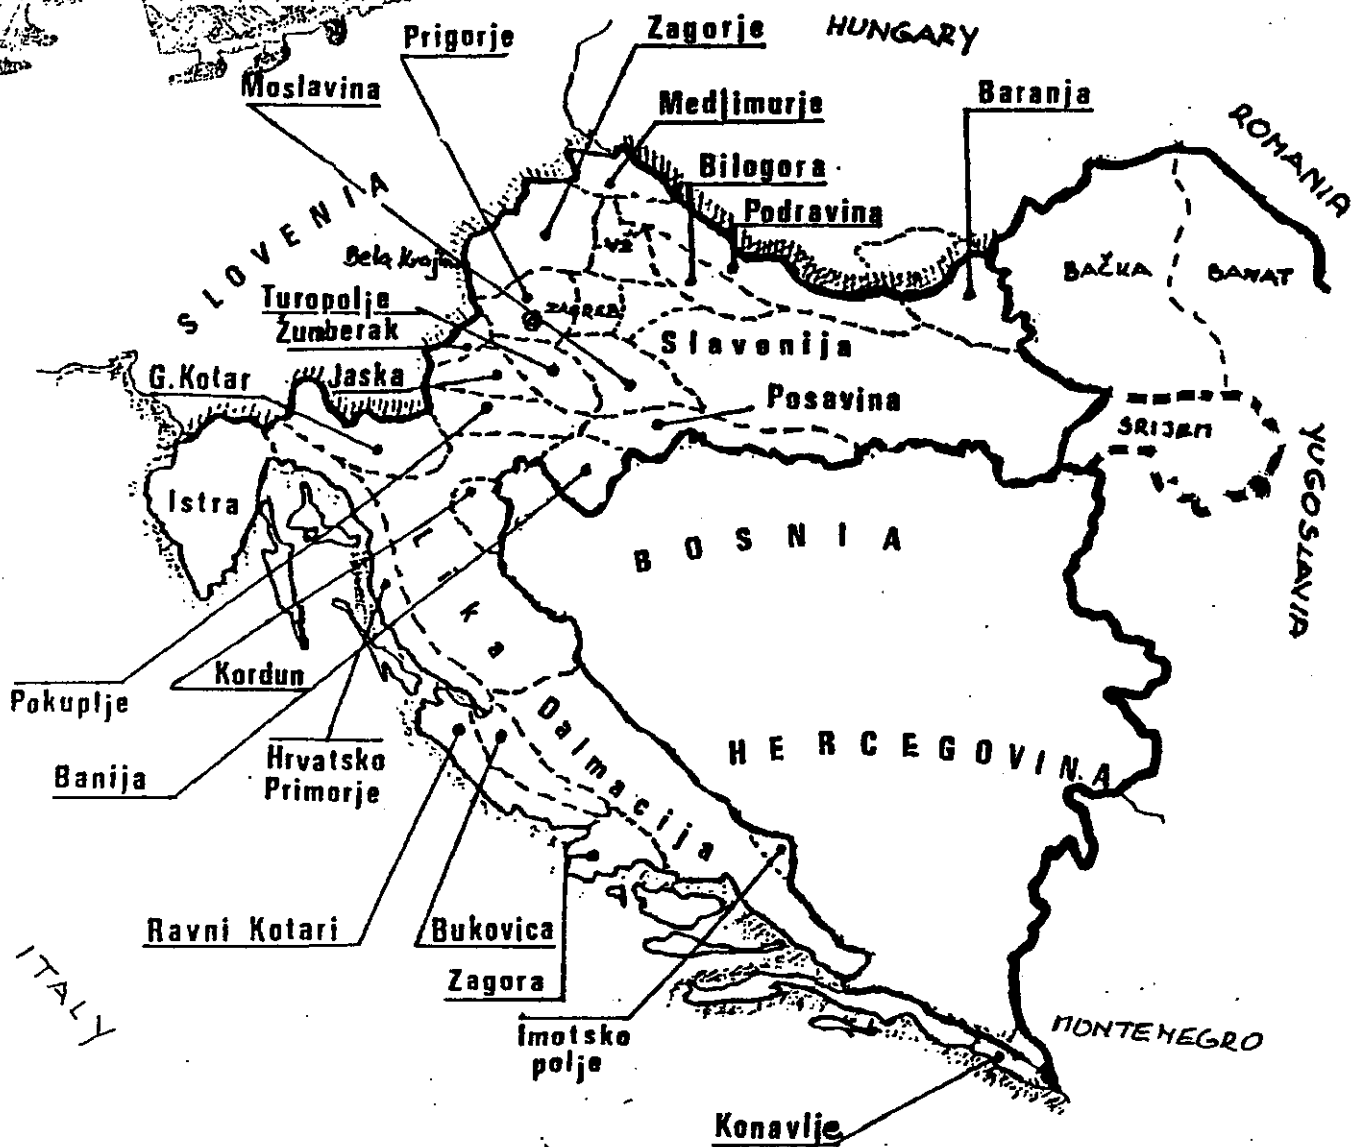 Prigorje
Zagorje
HUNGARY
Moslavina
Medjimurje
Baranja
ROMANIA
Bilogora
Podravina
SLOVENIA
VŽ
Bela Krajina
BAČKA
BANAT
Turopolje
ZAGREB
Žumberak
Slavonija
G.Kotar
Jaska
Posavina
SRIJEM
YUGOSLAVIA
Istra
BOSNIA
Lika
Kordun
Pokuplje
Dalmacija
HERCEGOVINA
Hrvatsko
Primorje
Banija
Ravni Kotari
Bukovica
Zagora
ITALY
Imotsko
polje
MONTENEGRO
Konavlje